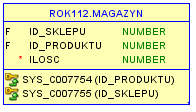 ROK112.MAGAZYN
F ID_SKLEPU NUMBER
F ID_PRODUKTU NUMBER
* ILOSC NUMBER
SYS_C007754 (ID_PRODUKTU)
SYS_C007755 (ID_SKLEPU)